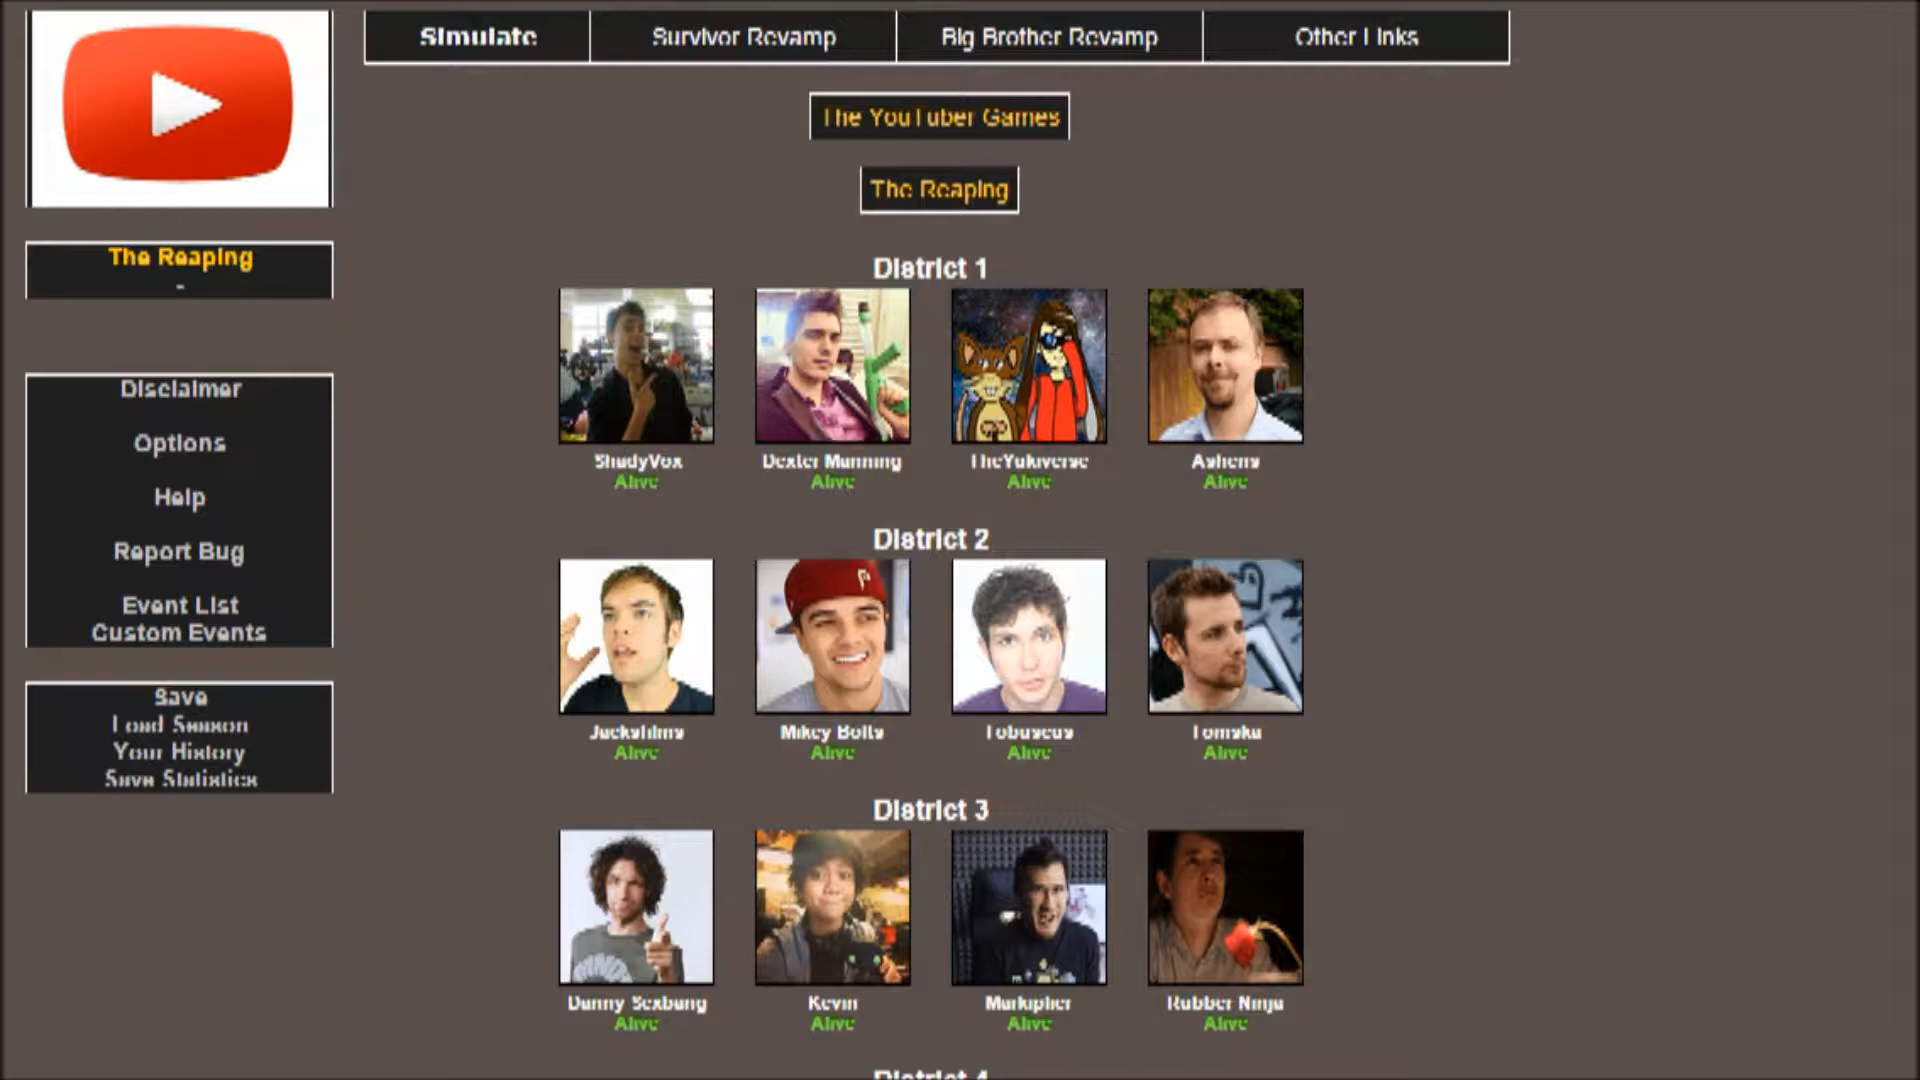 Simulate
Survivor Revamp
Big Brother Revamp
Other Links
The YouTuber Games
The Reaping
The Reaping
-
Disclaimer
Options
Help
Report Bug
Event List
Custom Events
Save
Load Season
Your History
Save Statistics
District 1
ShadyVox
Dexter Manning
TheYukiverse
Ashens
Alive
Alive
Alive
Alive
District 2
Jacksfilms
Mikey Bolts
Tobuscus
Tomska
Alive
Alive
Alive
Alive
District 3
Danny Sexbang
Kevin
Markiplier
Rubber Ninja
Alive
Alive
Alive
Alive
District 4